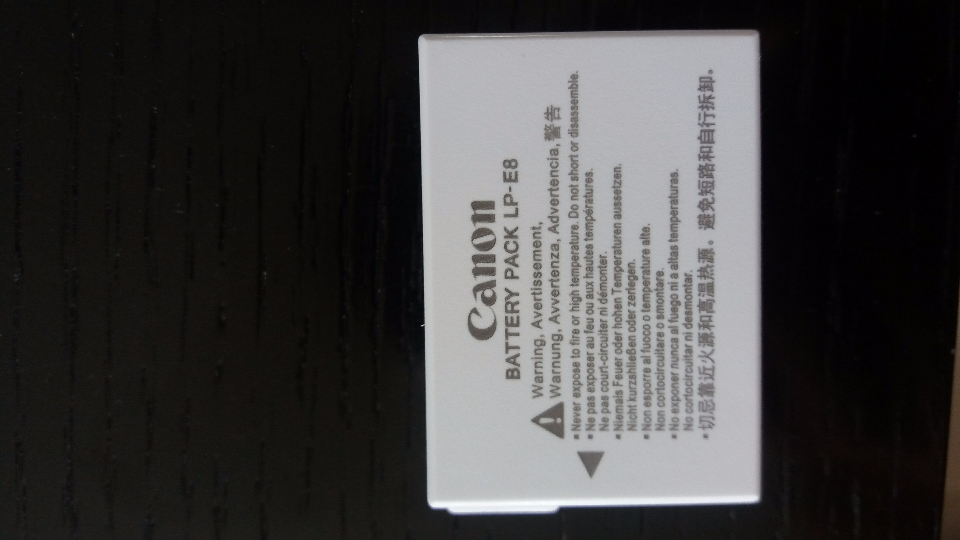 Canon
BATTERY PACK LP-E8
Warning, Avertissement,
Warnung, Avvertenza, Advertencia, 警告
• Never expose to fire or high temperature. Do not short or disassemble.
• Ne pas exposer au feu ou aux hautes températures.
Ne pas court-circuiter ni démonter.
• Niemals Feuer oder hohen Temperaturen aussetzen.
Nicht kurzshließen oder zerlegen.
• Non esporre al fuoco o temperature alte.
Non cortocircuitare o smontare.
• No exponer nunca al fuego ni a altas temperatures.
No cortocircuitar ni desmontar.
• 切忌靠近火源和高温热源。避免短路和自行拆卸。